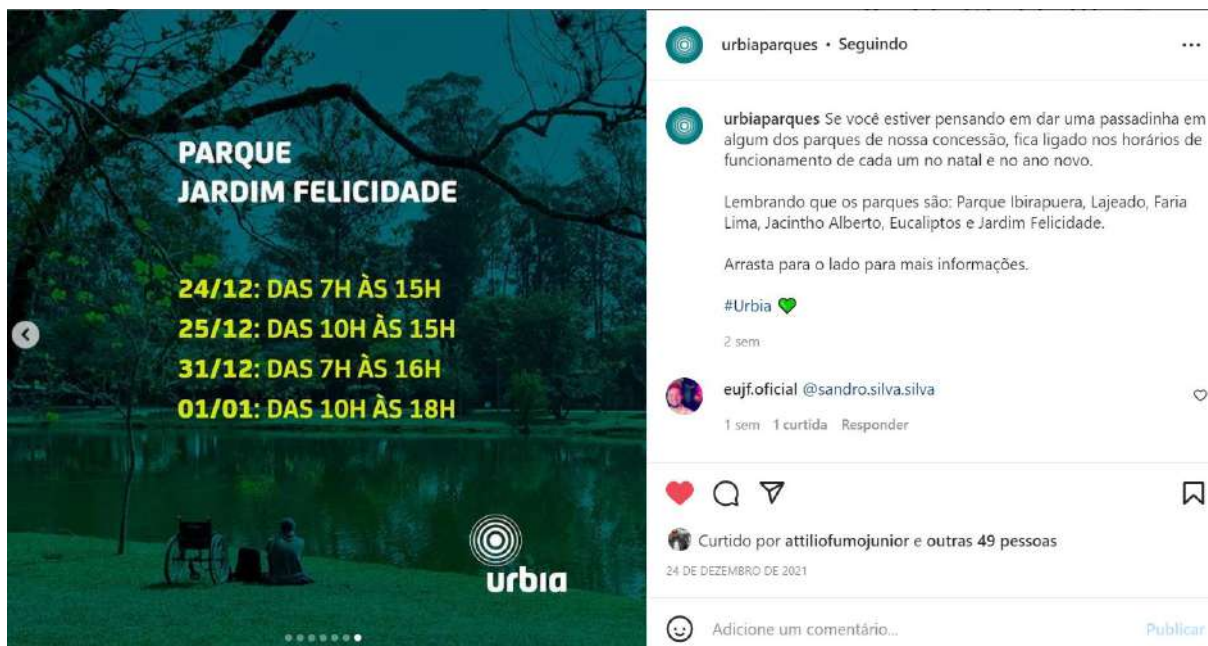 PARQUE
JARDIM FELICIDADE
24/12: DAS 7H ÀS 15H
25/12: DAS 10H ÀS 15H
31/12: DAS 7H ÀS 16H
01/01: DAS 10H ÀS 18H
urbia
urbiaparques • Seguindo
urbiaparques Se você estiver pensando em dar uma passadinha em
algum dos parques de nossa concessão, fica ligado nos horários de
funcionamento de cada um no natal e no ano novo.
Lembrando que os parques são: Parque Ibirapuera, Lajeado, Faria
Lima, Jacintho Alberto, Eucaliptos e Jardim Felicidade.
Arrasta para o lado para mais informações.
#Urbia 💚
2 sem
eujf.oficial @sandro.silva.silva
1 sem 1 curtida Responder
Curtido por attiliofumojunior e outras 49 pessoas
24 DE DEZEMBRO DE 2021
Adicione um comentário... Publicar